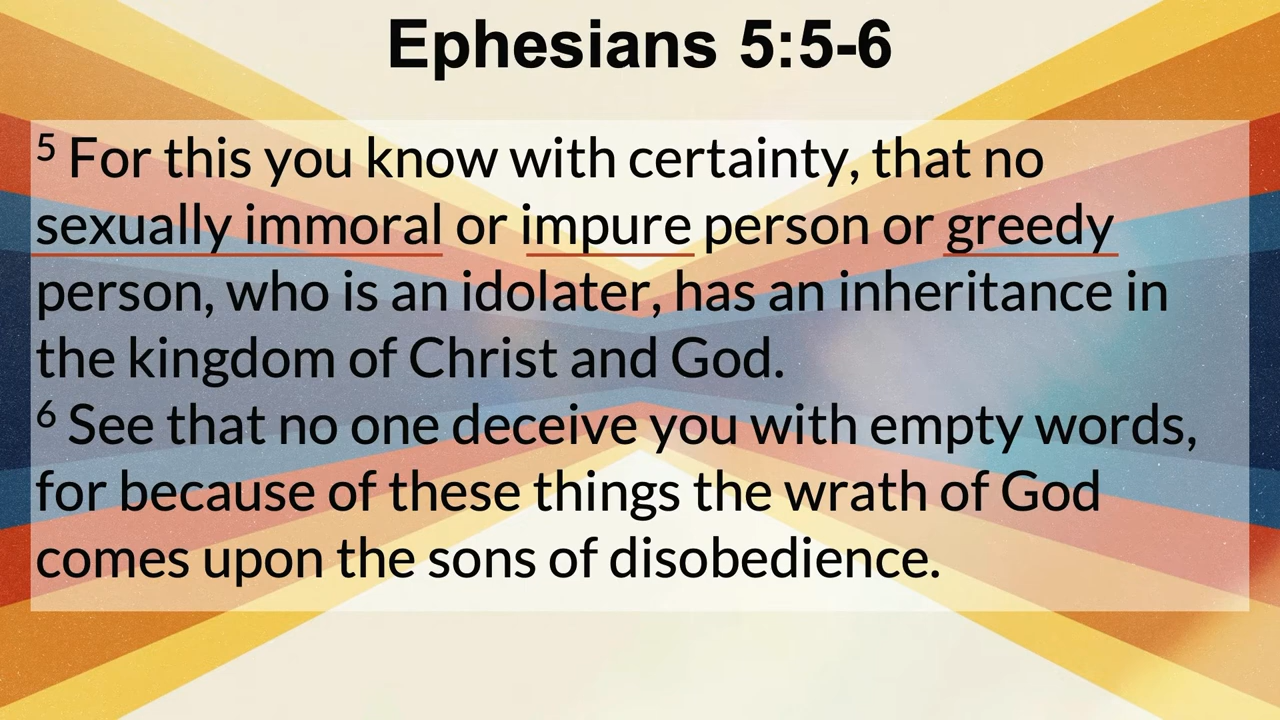 Ephesians 5:5-6
5 For this you know with certainty, that no
sexually immoral or impure person or greedy
person, who is an idolater, has an inheritance in
the kingdom of Christ and God.
6 See that no one deceive you with empty words,
for because of these things the wrath of God
comes upon the sons of disobedience.